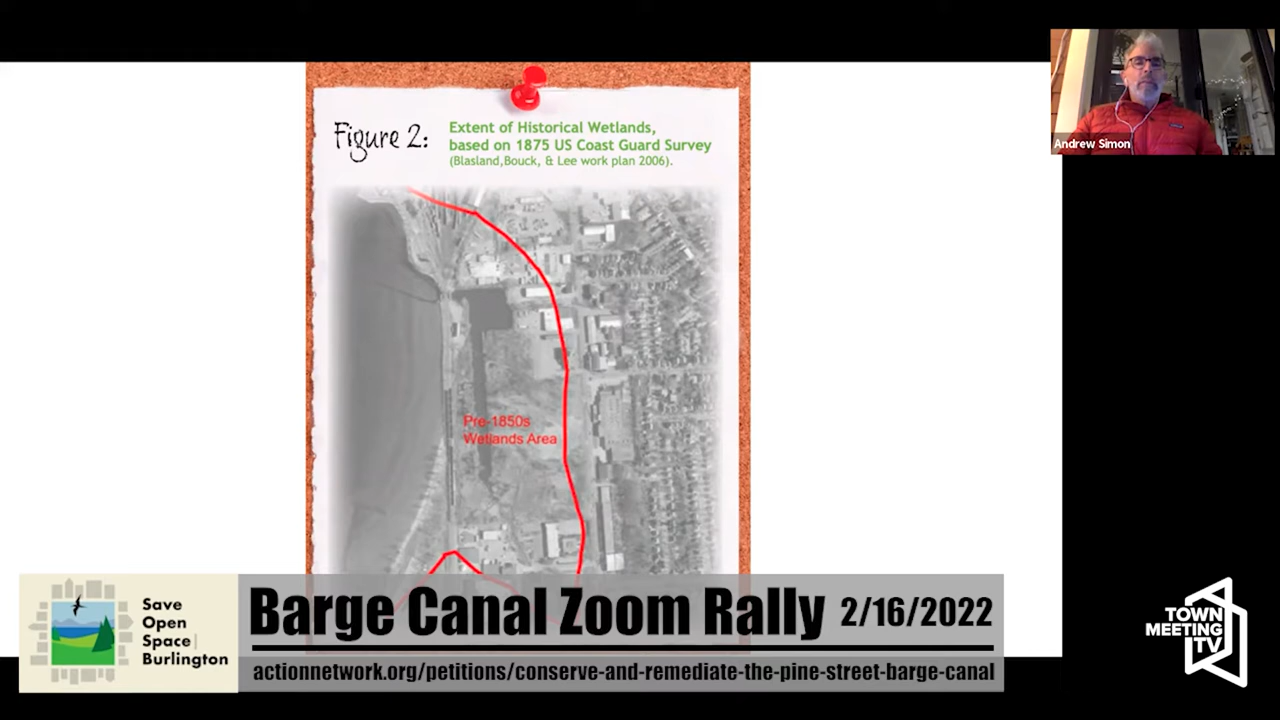 Figure 2:
Extent of Historical Wetlands,
based on 1875 US Coast Guard Survey
(Blasland,Bouck, & Lee work plan 2006).
Pre-1850s
Wetlands Area
Andrew Simon
Save
Open
Space
Burlington
Barge Canal Zoom Rally 2/16/2022
actionnetwork.org/petitions/conserve-and-remediate-the-pine-street-barge-canal
TOWN
MEETING
TV